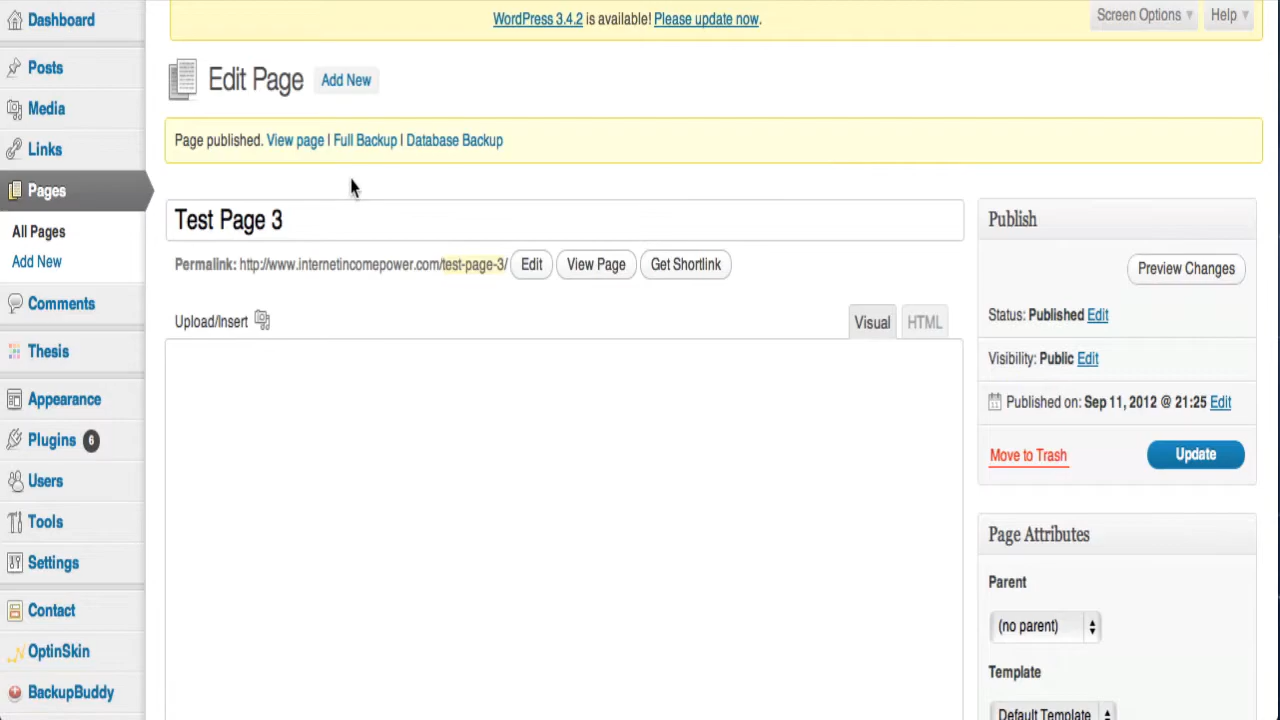 Dashboard
Posts
Media
Links
Pages
All Pages
Add New
Comments
Thesis
Appearance
Plugins 6
Users
Tools
Settings
Contact
OptinSkin
BackupBuddy
WordPress 3.4.2 is available! Please update now.
Screen Options
Help
Edit Page
Add New
Page published. View page | Full Backup | Database Backup
Test Page 3
Permalink: http://www.internetincomepower.com/test-page-3/ Edit View Page Get Shortlink
Upload/Insert
Visual
HTML
Publish
Preview Changes
Status: Published Edit
Visibility: Public Edit
Published on: Sep 11, 2012 @ 21:25 Edit
Move to Trash
Update
Page Attributes
Parent
(no parent)
Template
Default Template